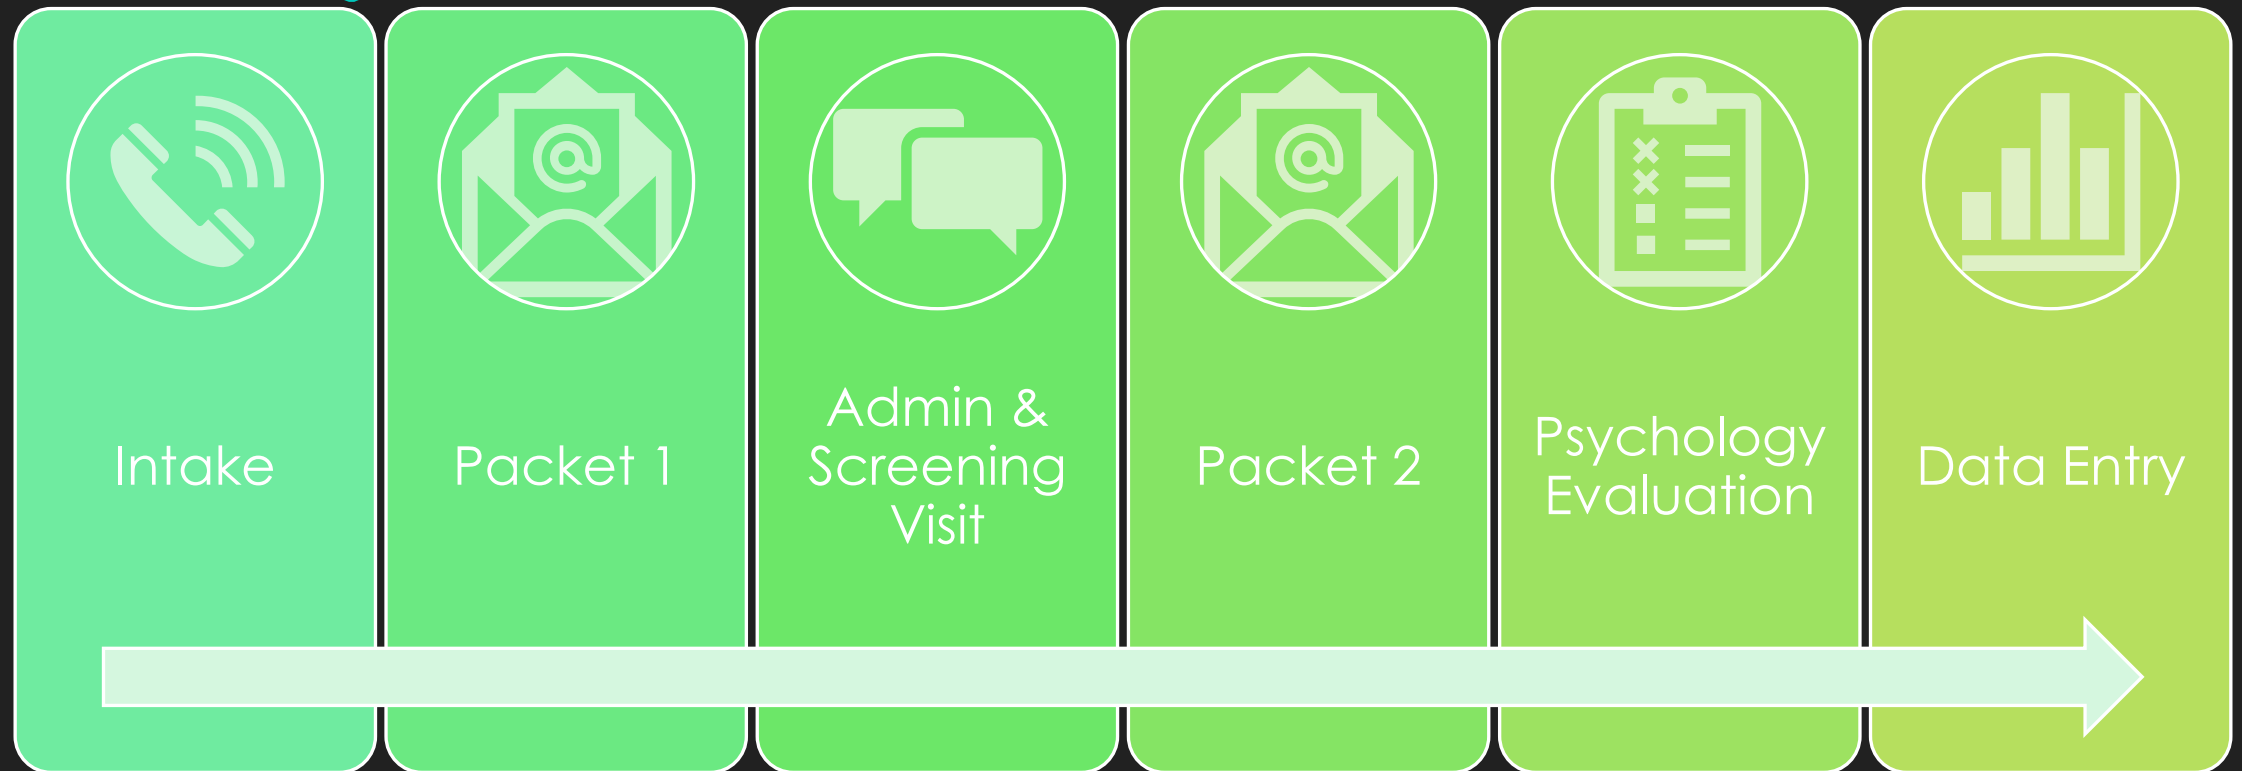 Intake
Packet 1
Admin &
Screening
Visit
Packet 2
Psychology
Evaluation
Data Entry